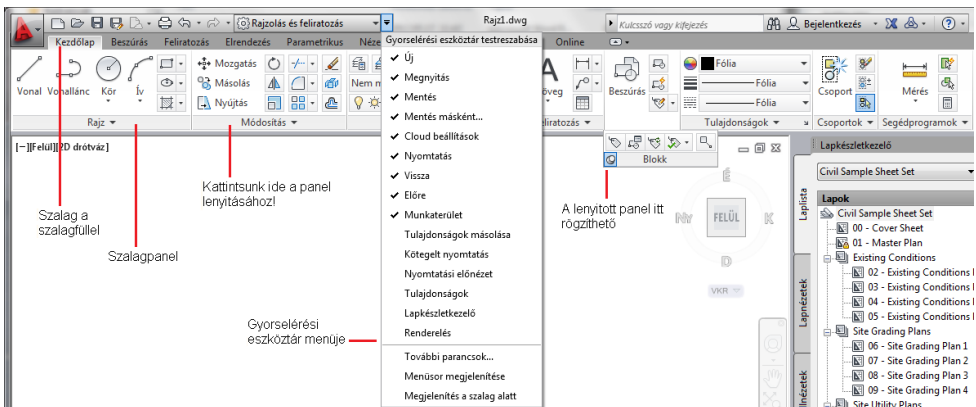 Rajzolás és feliratozás
Rajz1.dwg
Kulcsszó vagy kifejezés
Bejelentkezés
Kezdőlap Beszúrás Feliratozás Elrendezés Parametrikus Online
Gyorselérési eszköztár testreszabása
Új
Megnyitás
Mentés
Mentés másként...
Cloud beállítások
Nyomtatás
Vissza
Előre
Munkaterület
Tulajdonságok másolása
Kötegelt nyomtatás
Nyomtatási előnézet
Tulajdonságok
Lapkészletkezelő
Renderelés
További parancsok...
Menüsor megjelenítése
Megjelenítés a szalag alatt
Vonal Vonallánc Kör Ív
Rajz
Mozgatás
Másolás
Nyújtás
Módosítás
Beszúrás
Blokk
Fólia
Fólia
Fólia
Tulajdonságok
Csoport
Csoportok
Mérés
Segédprogramok
[−][Felül][2D drótváz]
Szalag a
szalagfüllel
Szalagpanel
Kattintsunk ide a panel
lenyitásához!
Gyorselérési
eszköztár menüje
A lenyitott panel itt
rögzíthető
É
Ny FELÜL K
D
VKR
Lapkészletkezelő
Civil Sample Sheet Set
Laplista
Lapnézetek
Lapok
Civil Sample Sheet Set
00 - Cover Sheet
01 - Master Plan
Existing Conditions
02 - Existing Conditions
03 - Existing Conditions
04 - Existing Conditions
05 - Existing Conditions
Site Grading Plans
06 - Site Grading Plan 1
07 - Site Grading Plan 2
08 - Site Grading Plan 3
09 - Site Grading Plan 4
Site Utility Plans